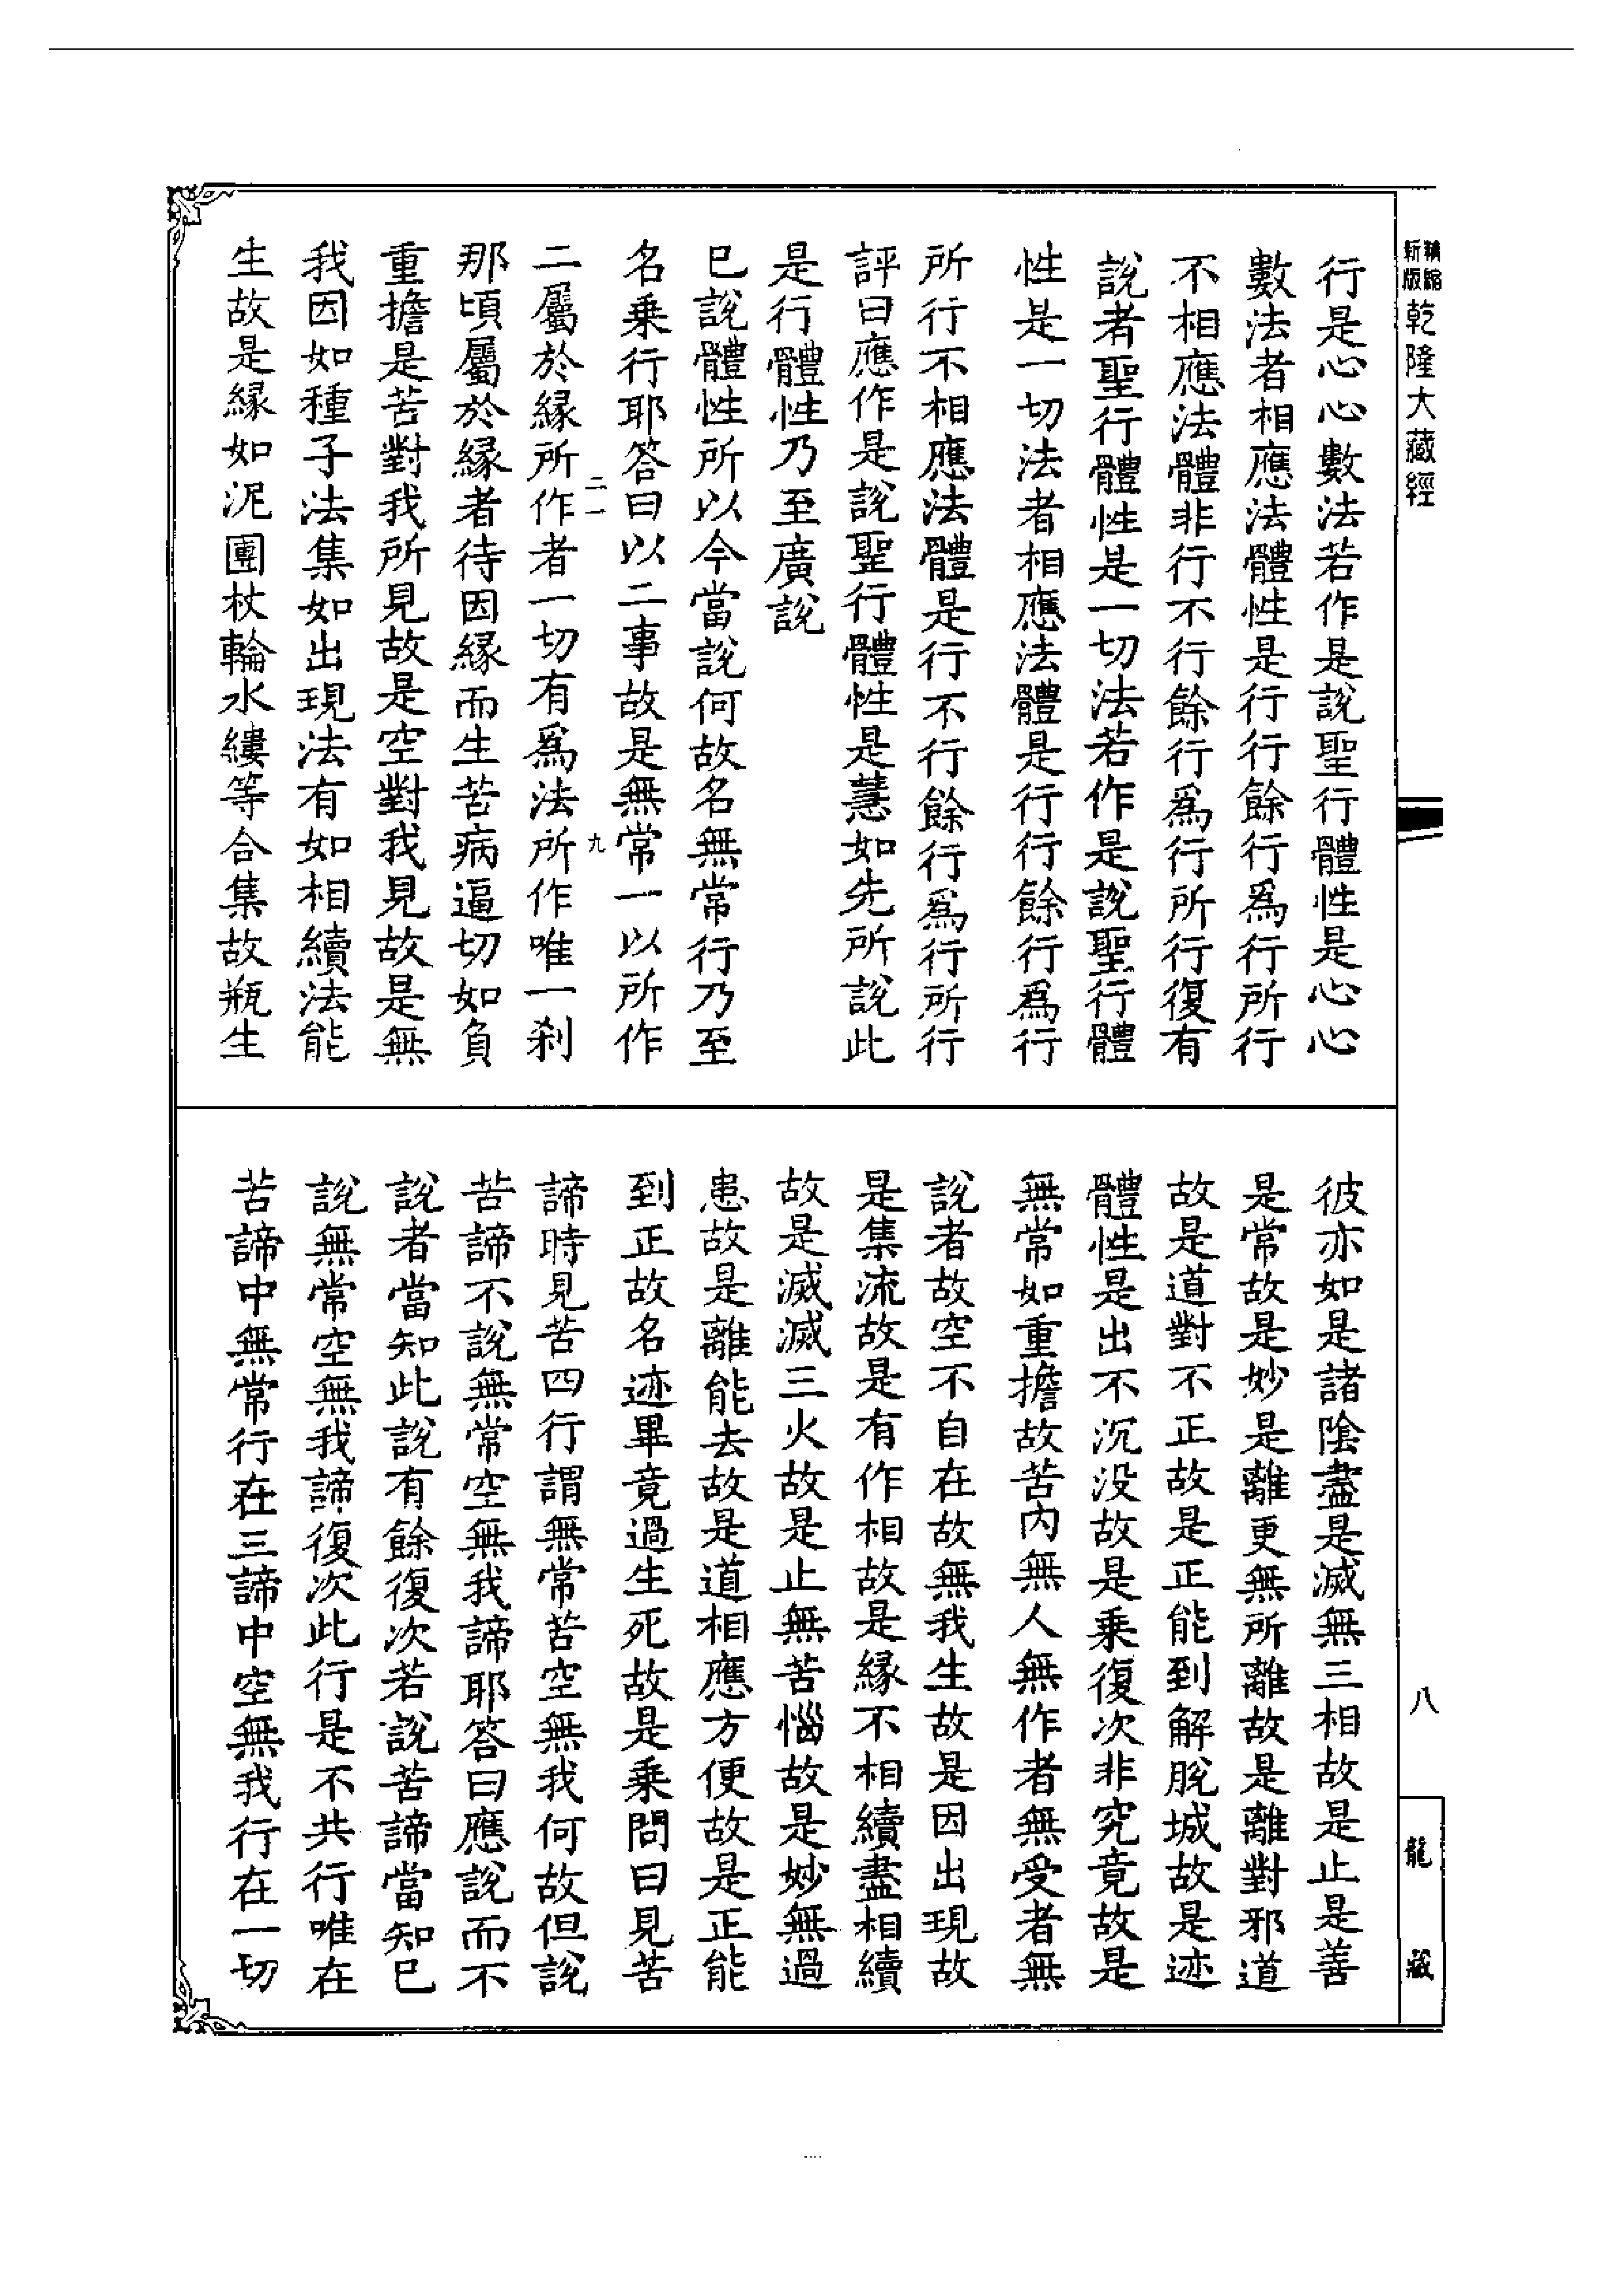 精縮新版乾隆大藏經
行是心心數法若作是說聖行體性是心心
數法者相應法體性是行行餘行爲行所行
不相應法體非行不行餘行爲行所行復有
說者聖行體性是一切法若作是說聖行體
性是一切法者相應法體是行行餘行爲行
所行不相應法體是行不行餘行爲行所行
評曰應作是說聖行體性是慧如先所說此
是行體性乃至廣說
已說體性所以今當說何故名無常行乃至
名乗行耶答曰以二事故是無常一以所作
二屬於緣所作者一切有爲法所作唯一刹
二一
九
那頃屬於緣者待因緣而生苦病逼切如負
重擔是苦對我所見故是空對我見故是無
我因如種子法集如出現法有如相續法能
生故是緣如泥團杖輪水縷等合集故瓶生
彼亦如是諸陰盡是滅無三相故是止是善
是常故是妙是離更無所離故是離對邪道
故是道對不正故是正能到解脫城故是迹
體性是出不沉没故是乗復次非究竟故是
無常如重擔故苦内無人無作者無受者無
說者故空不自在故無我生故是因出現故
是集流故是有作相故是緣不相續盡相續
故是滅滅三火故是止無苦惱故是妙無過
患故是離能去故是道相應方便故是正能
到正故名迹畢竟過生死故是乗問曰見苦
諦時見苦四行謂無常苦空無我何故但說
苦諦不說無常空無我諦耶答曰應說而不
說者當知此說有餘復次若說苦諦當知已
說無常空無我諦復次此行是不共行唯在
苦諦中無常行在三諦中空無我行在一切
八
龍藏